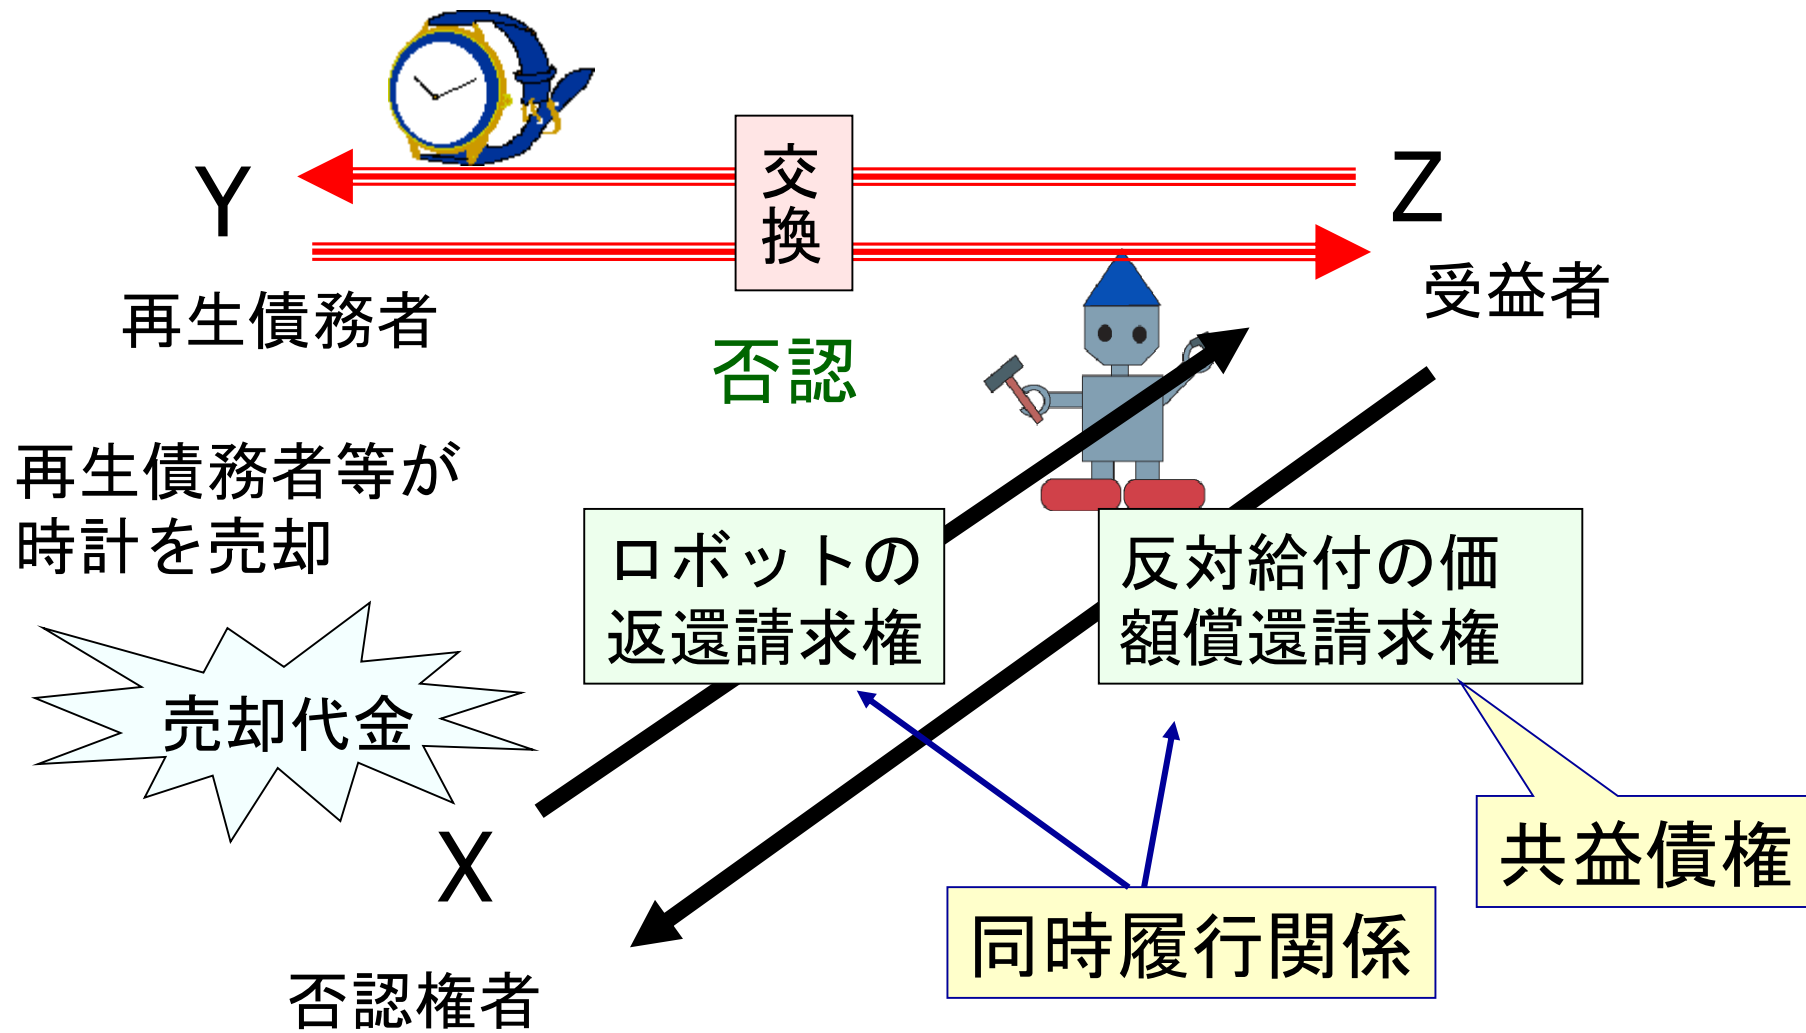 交換
Y
Z
再生債務者
受益者
否認
再生債務者等が
時計を売却
ロボットの
返還請求権
反対給付の価
額償還請求権
売却代金
X
共益債権
同時履行関係
否認権者